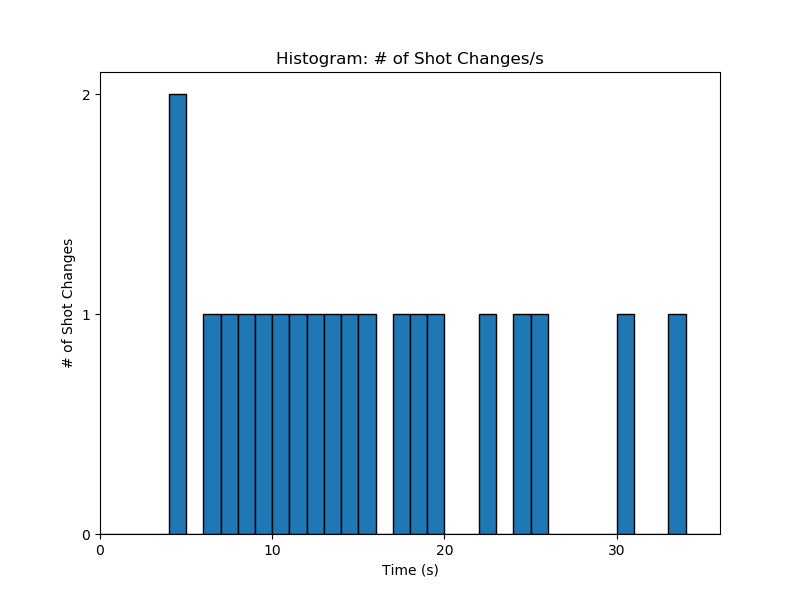 Histogram: # of Shot Changes/s
# of Shot Changes
2
1
0
0 10 20 30
Time (s)